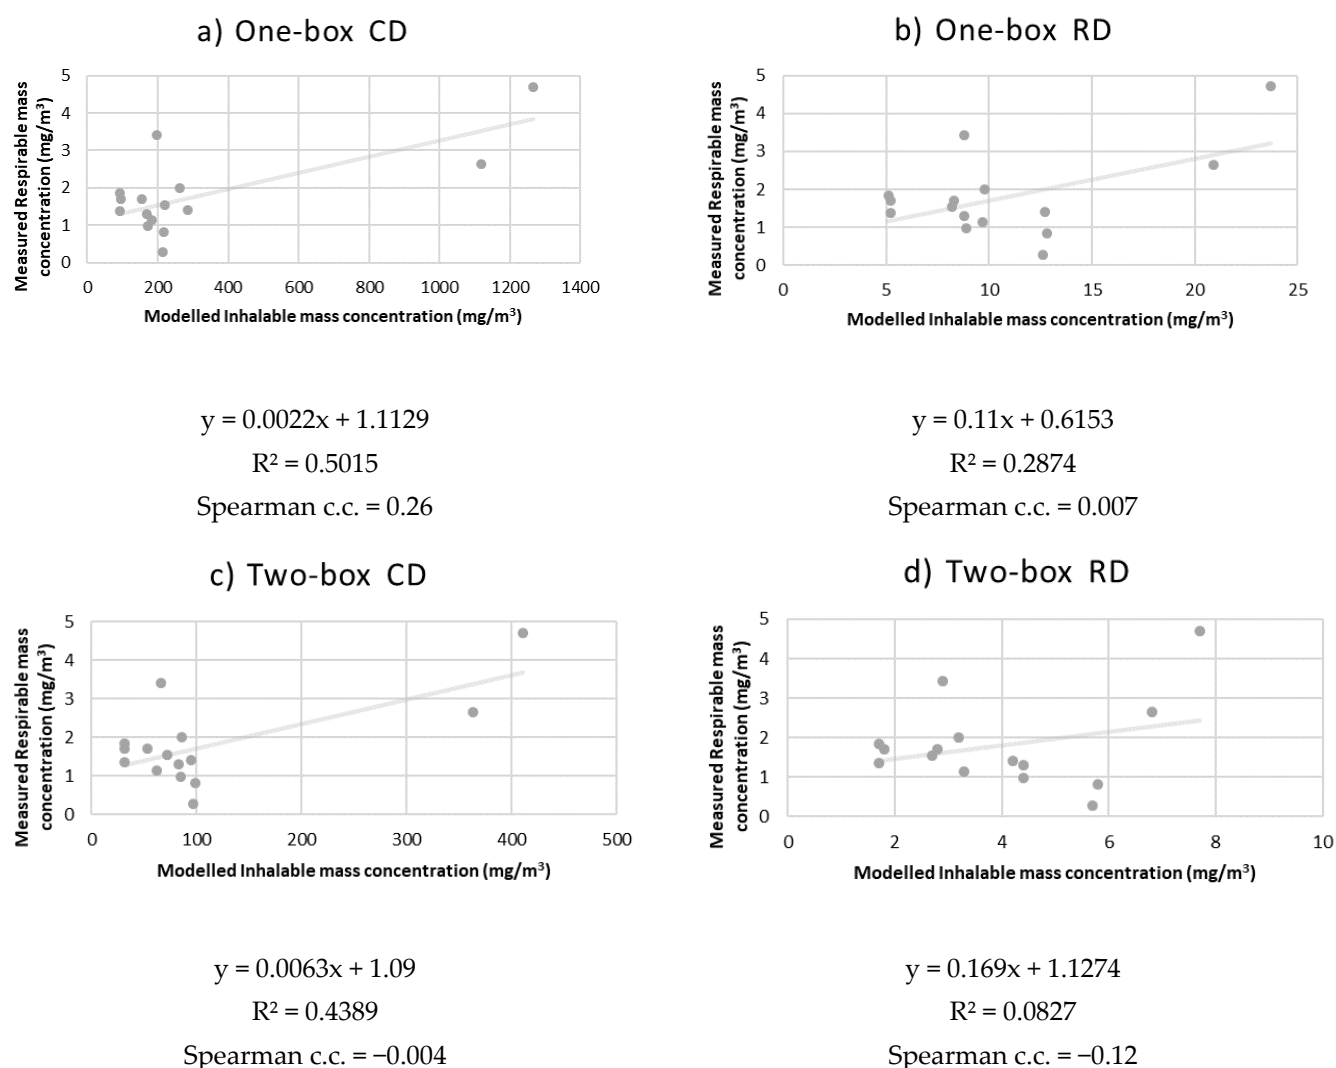 a) One-box CD
Measured Respirable mass
concentration (mg/m³)
5
4
3
2
1
0
0 200 400 600 800 1000 1200 1400
Modelled Inhalable mass concentration (mg/m³)
y = 0.0022x + 1.1129
R² = 0.5015
Spearman c.c. = 0.26
b) One-box RD
Measured Respirable mass
concentration (mg/m³)
5
4
3
2
1
0
0 5 10 15 20 25
Modelled Inhalable mass concentration (mg/m³)
y = 0.11x + 0.6153
R² = 0.2874
Spearman c.c. = 0.007
c) Two-box CD
Measured Respirable mass
concentration (mg/m³)
5
4
3
2
1
0
0 100 200 300 400 500
Modelled Inhalable mass concentration (mg/m³)
y = 0.0063x + 1.09
R² = 0.4389
Spearman c.c. = −0.004
d) Two-box RD
Measured Respirable mass
concentration (mg/m³)
5
4
3
2
1
0
0 2 4 6 8 10
Modelled Inhalable mass concentration (mg/m³)
y = 0.169x + 1.1274
R² = 0.0827
Spearman c.c. = −0.12